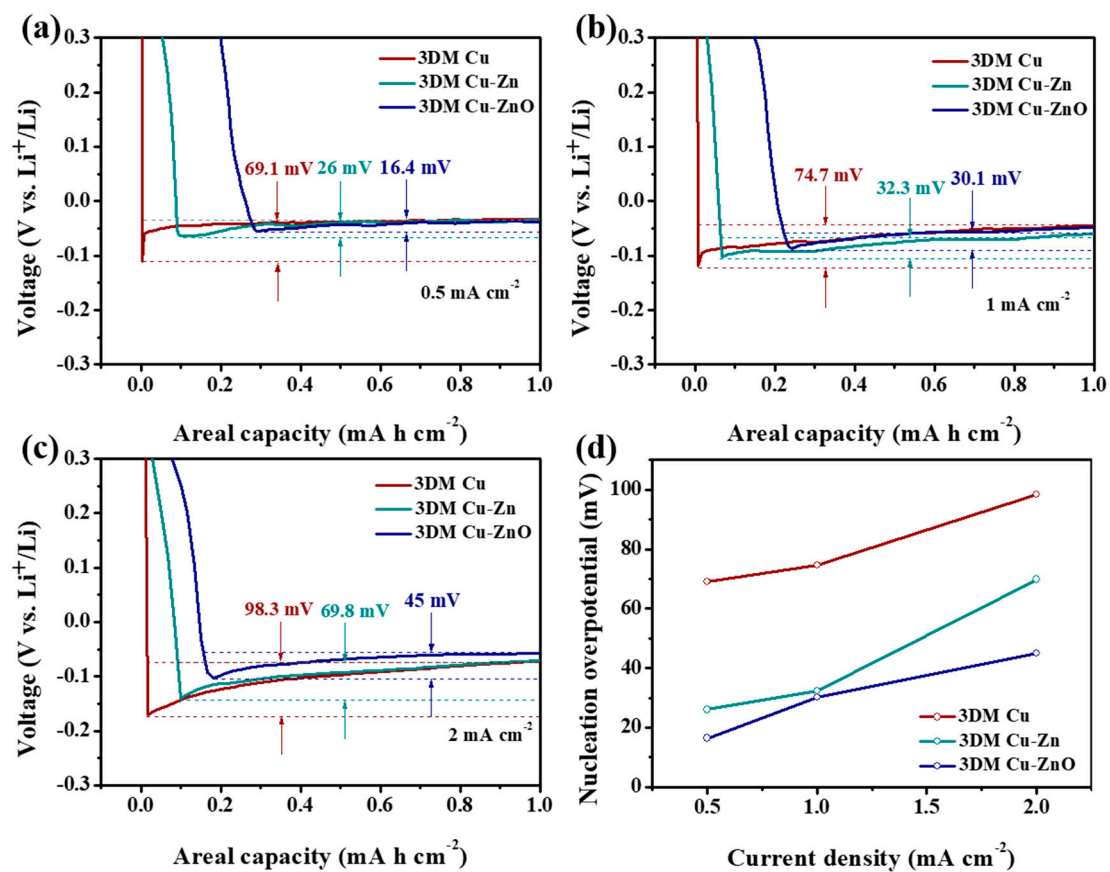 (a)
0.3
0.2
0.1
0.0
-0.1
-0.2
-0.3
Voltage (V vs. Li⁺/Li)
3DM Cu
3DM Cu-Zn
3DM Cu-ZnO
69.1 mV
26 mV
16.4 mV
0.5 mA cm⁻²
0.0 0.2 0.4 0.6 0.8 1.0
Areal capacity (mA h cm⁻²)
(b)
0.3
0.2
0.1
0.0
-0.1
-0.2
-0.3
Voltage (V vs. Li⁺/Li)
3DM Cu
3DM Cu-Zn
3DM Cu-ZnO
74.7 mV
32.3 mV
30.1 mV
1 mA cm⁻²
0.0 0.2 0.4 0.6 0.8 1.0
Areal capacity (mA h cm⁻²)
(c)
0.3
0.2
0.1
0.0
-0.1
-0.2
-0.3
Voltage (V vs. Li⁺/Li)
3DM Cu
3DM Cu-Zn
3DM Cu-ZnO
98.3 mV
69.8 mV
45 mV
2 mA cm⁻²
0.0 0.2 0.4 0.6 0.8 1.0
Areal capacity (mA h cm⁻²)
(d)
100
80
60
40
20
0
Nucleation overpotential (mV)
3DM Cu
3DM Cu-Zn
3DM Cu-ZnO
0.5 1.0 1.5 2.0
Current density (mA cm⁻²)